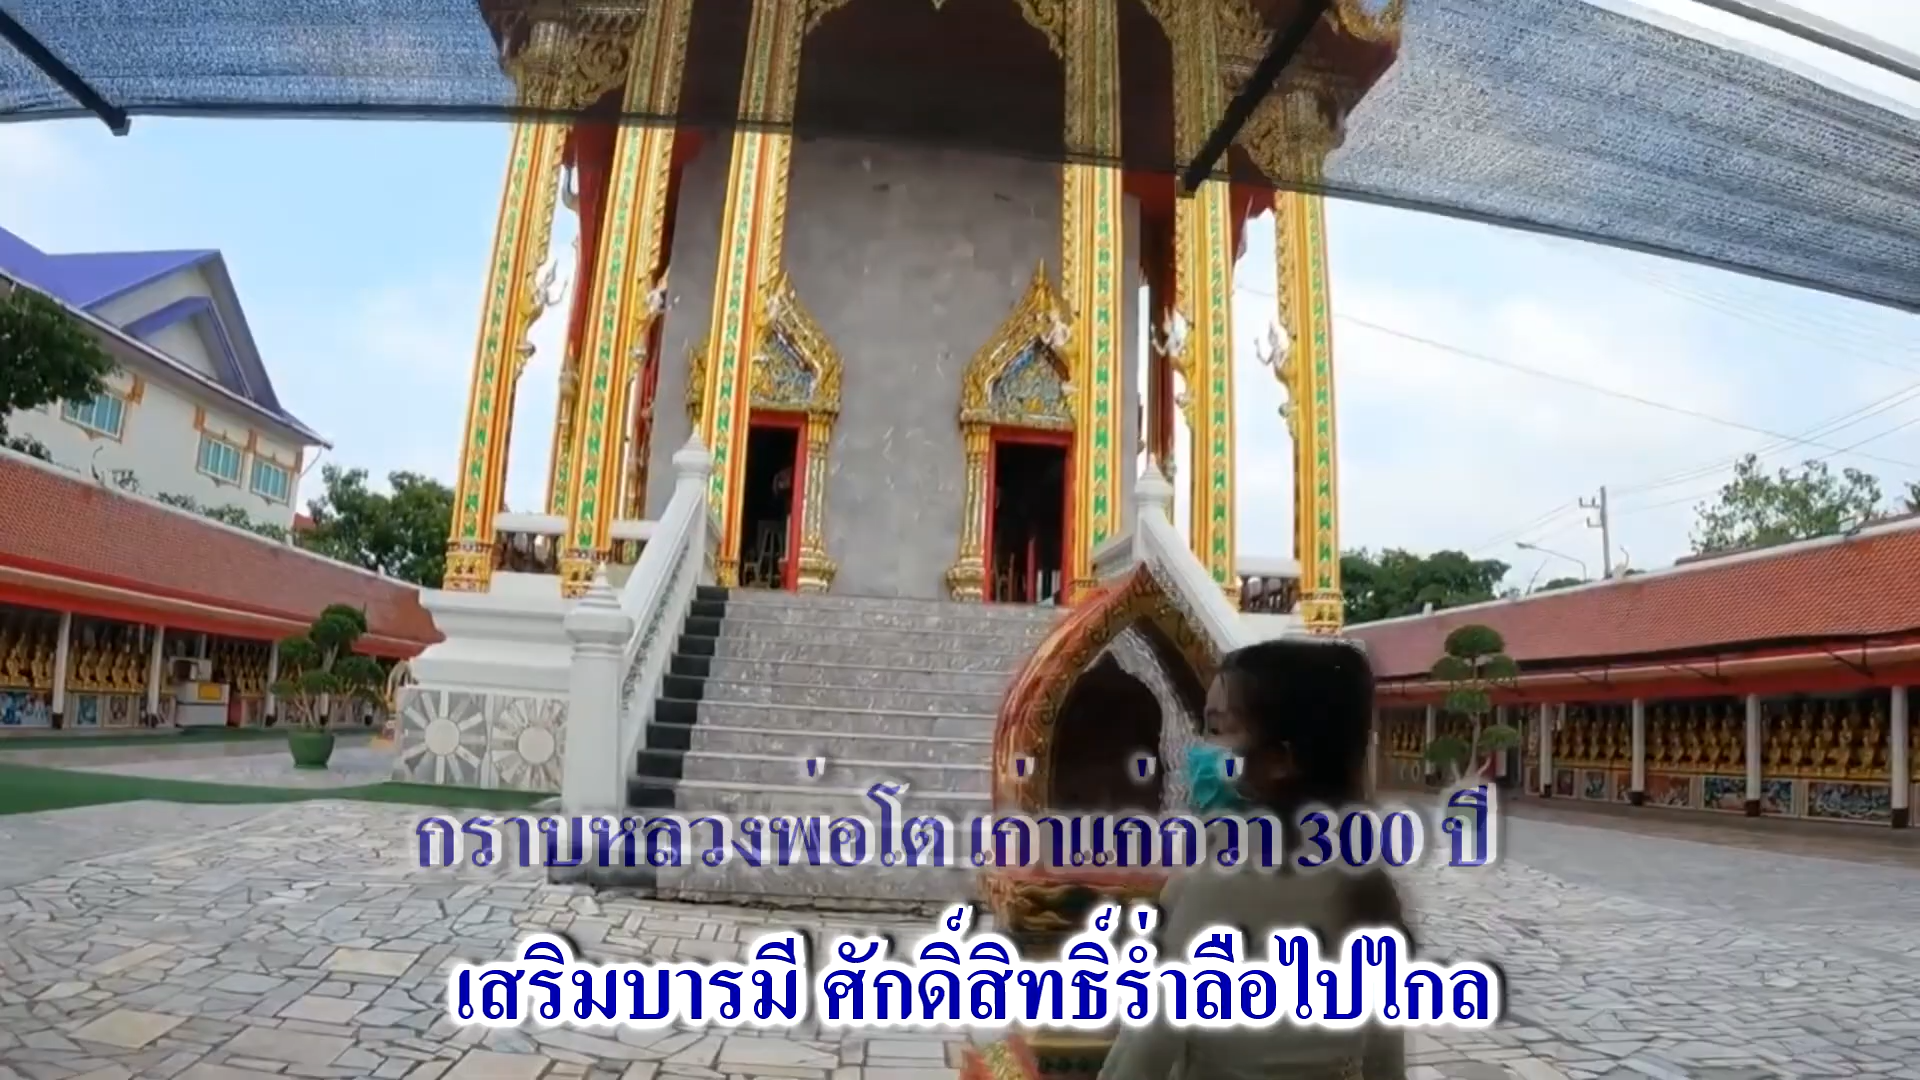 กราบหลวงพ่อโต เก่าแก่กว่า 300 ปี
เสริมบารมี ศักดิ์สิทธิ์ร่ำลือไปไกล